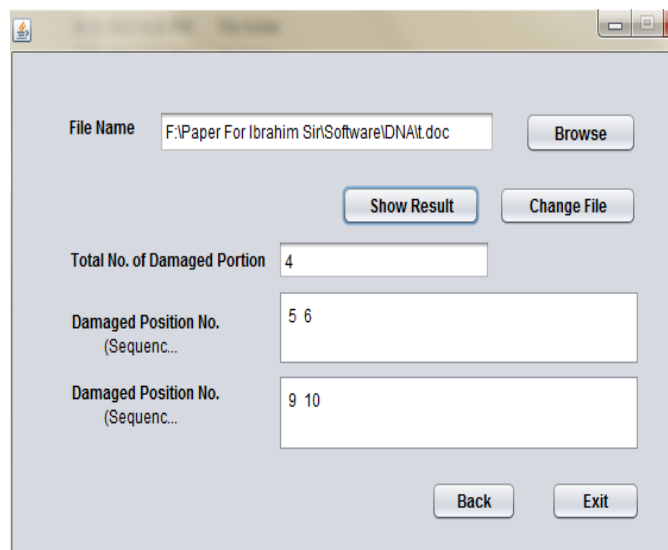 File Name F:\Paper For Ibrahim Sir\Software\DNA\t.doc Browse
Show Result Change File
Total No. of Damaged Portion 4
Damaged Position No. 5 6
(Sequenc...
Damaged Position No. 9 10
(Sequenc...
Back Exit